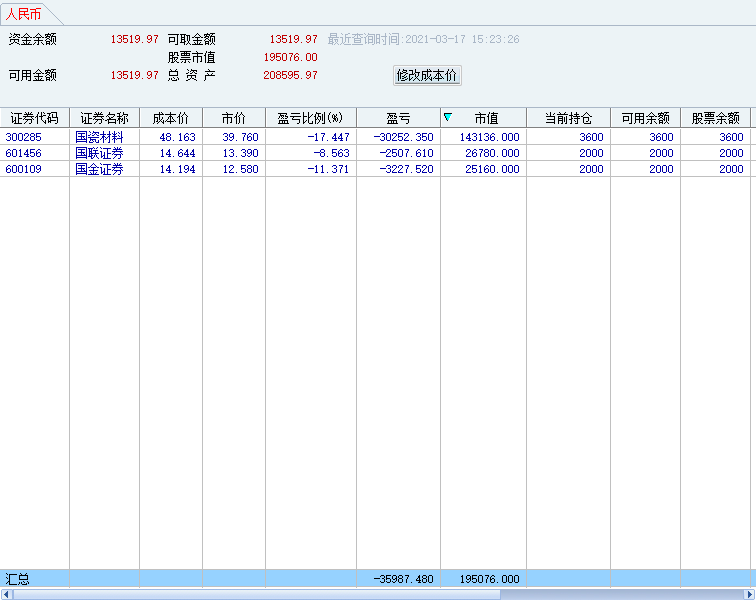 人民币
资金余额 13519.97 可取金额 13519.97 最近查询时间:2021-03-17 15:23:26
股票市值 195076.00
可用金额 13519.97 总 资 产 208595.97 修改成本价
证券代码 证券名称 成本价 市价 盈亏比例(%) 盈亏 市值 当前持仓 可用余额 股票余额
300285 国瓷材料 48.163 39.760 -17.447 -30252.350 143136.000 3600 3600 3600
601456 国联证券 14.644 13.390 -8.563 -2507.610 26780.000 2000 2000 2000
600109 国金证券 14.194 12.580 -11.371 -3227.520 25160.000 2000 2000 2000
汇总 -35987.480 195076.000